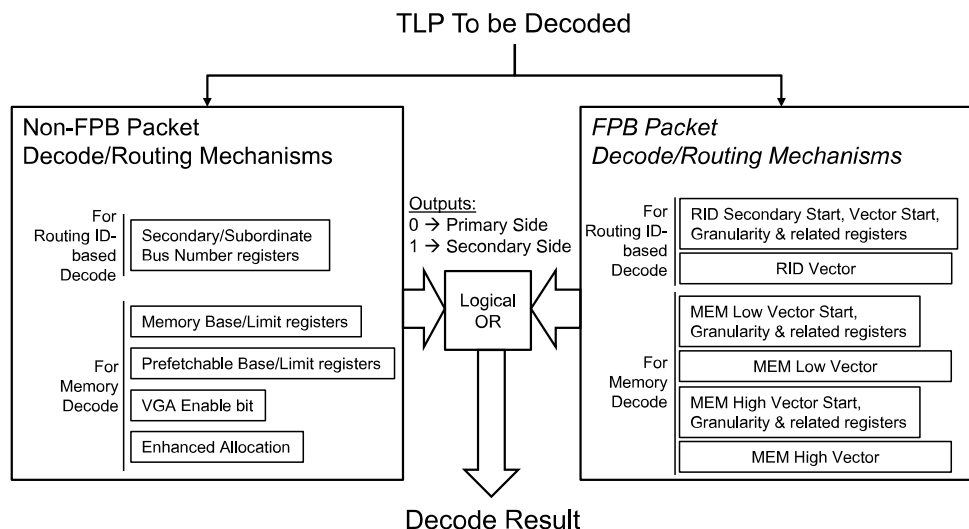 TLP To be Decoded
Non-FPB Packet
Decode/Routing Mechanisms
For
Routing ID-
based
Decode
Secondary/Subordinate
Bus Number registers
For
Memory
Decode
Memory Base/Limit registers
Prefetchable Base/Limit registers
VGA Enable bit
Enhanced Allocation
Outputs:
0 → Primary Side
1 → Secondary Side
Logical
OR
FPB Packet
Decode/Routing Mechanisms
For
Routing ID-
based
Decode
RID Secondary Start, Vector Start,
Granularity & related registers
RID Vector
For
Memory
Decode
MEM Low Vector Start,
Granularity & related registers
MEM Low Vector
MEM High Vector Start,
Granularity & related registers
MEM High Vector
Decode Result